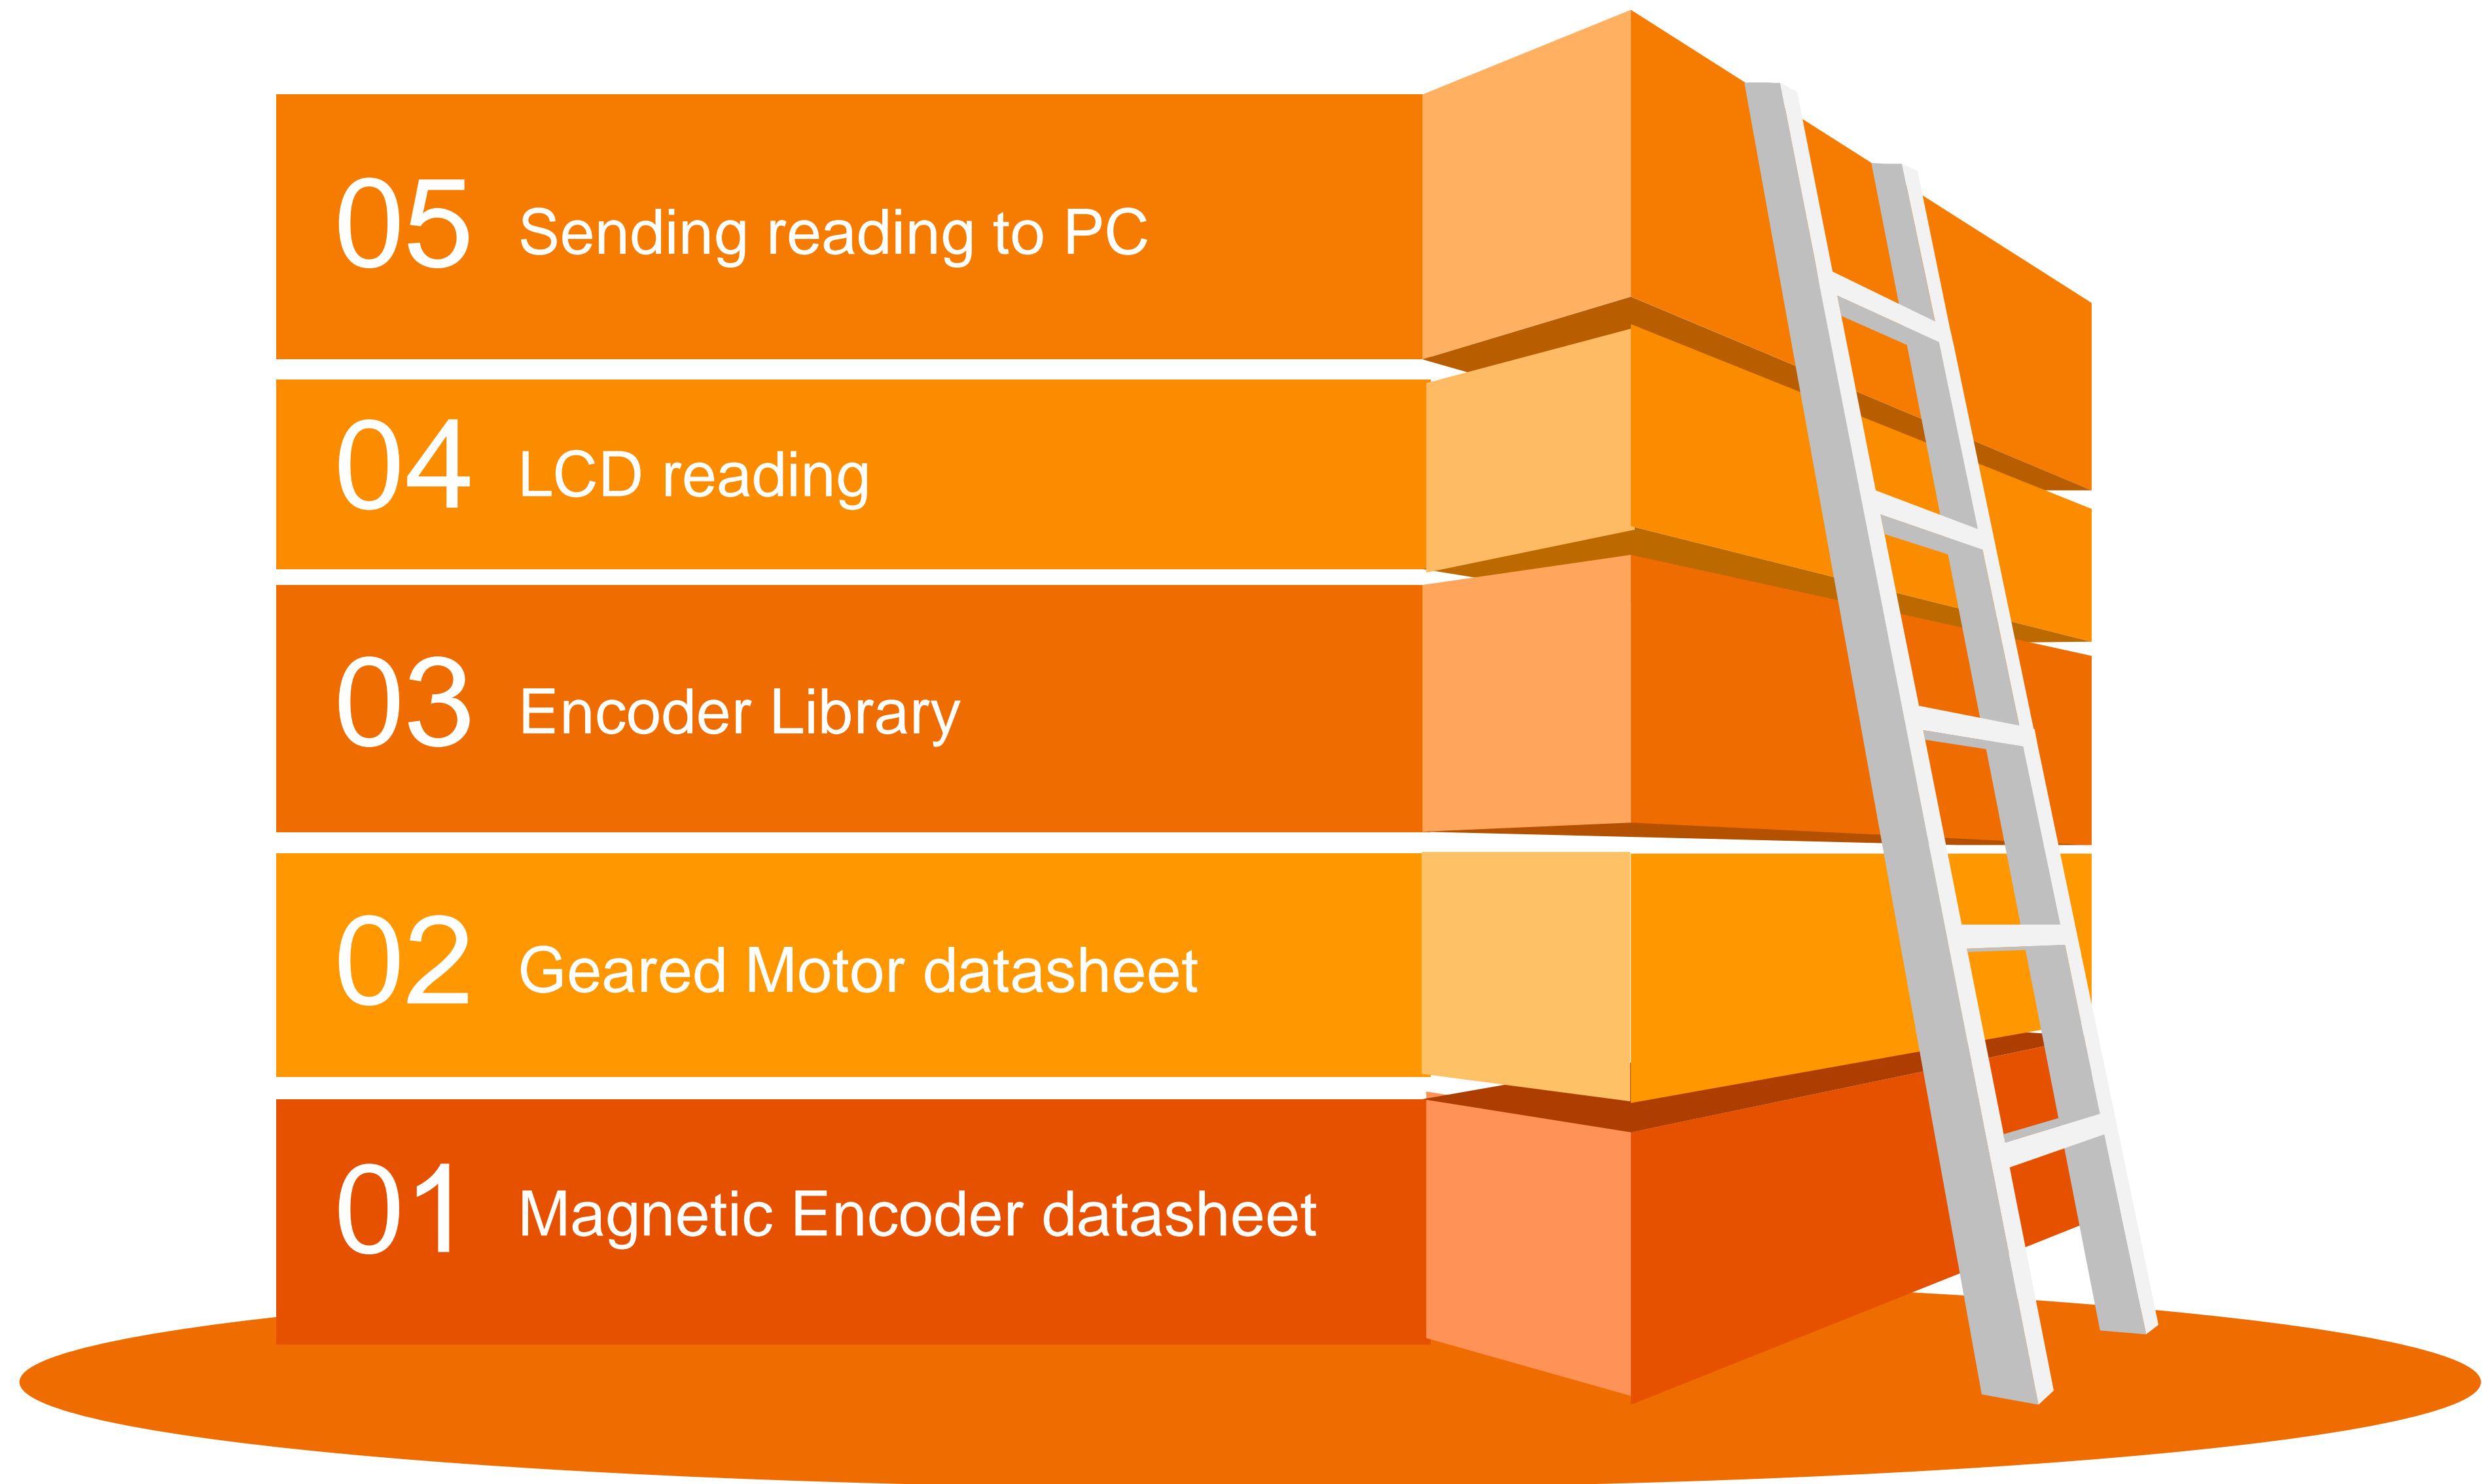 05 Sending reading to PC
04 LCD reading
03 Encoder Library
02 Geared Motor datasheet
01 Magnetic Encoder datasheet